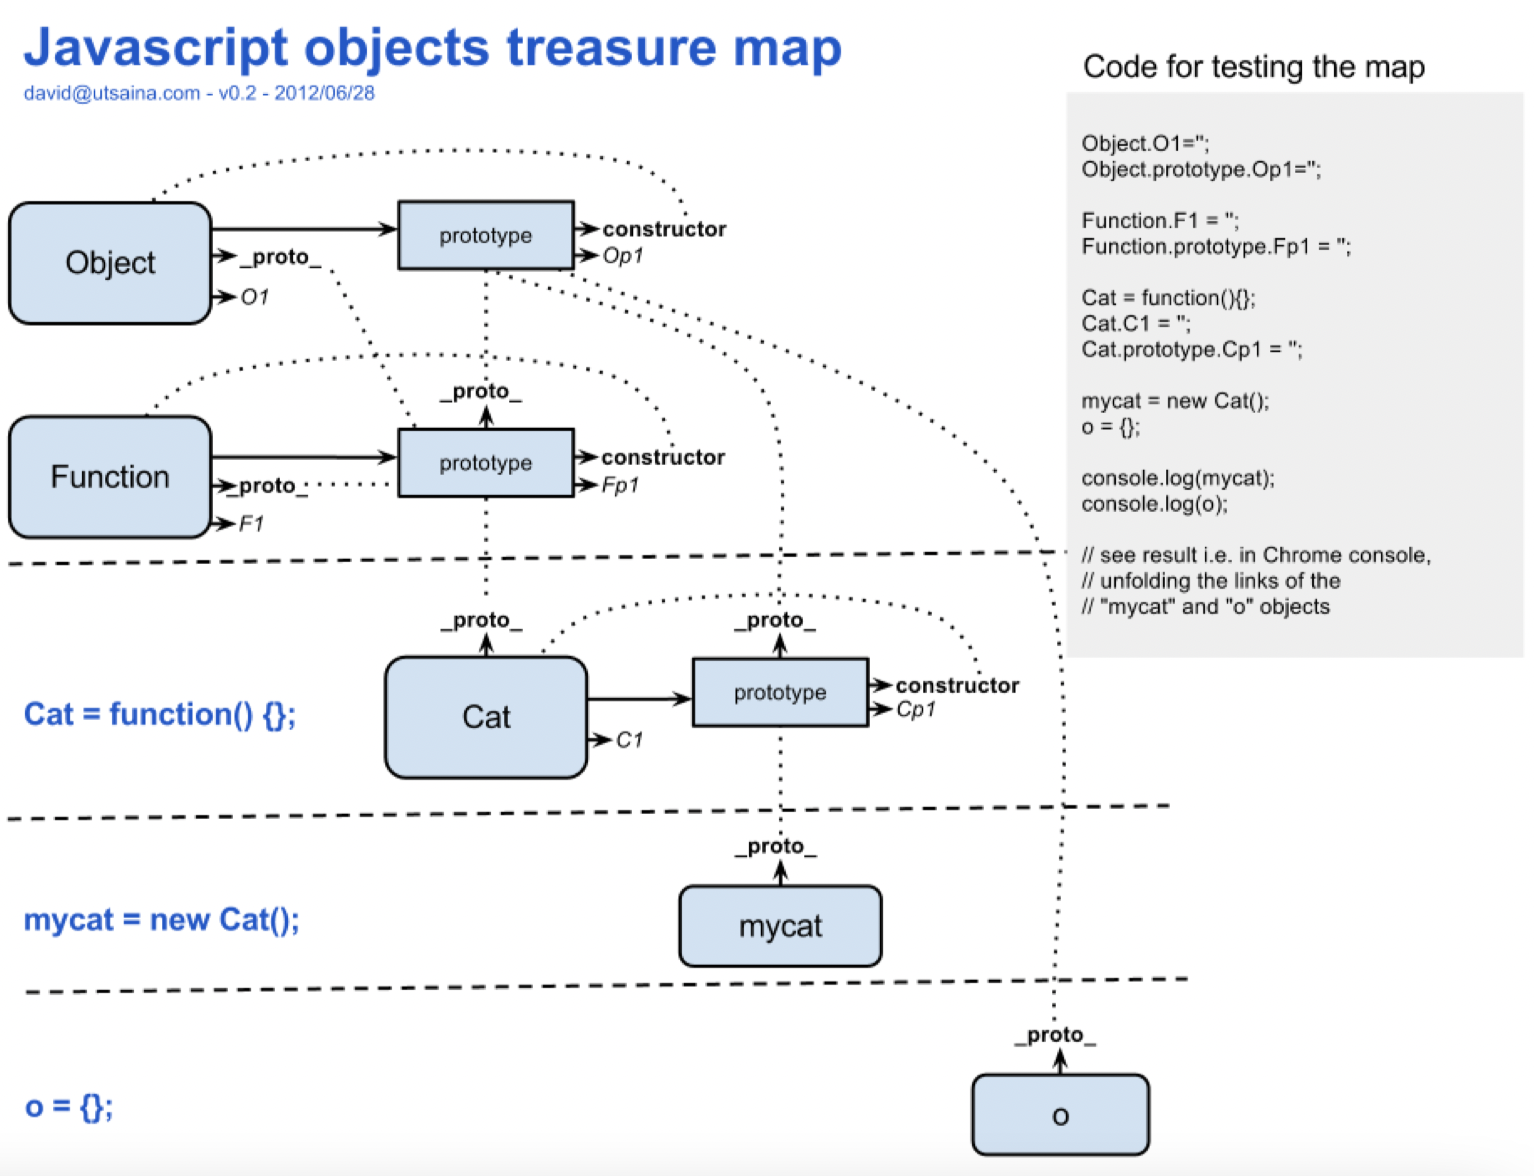 Javascript objects treasure map
david@utsaina.com - v0.2 - 2012/06/28
Object
prototype
constructor
Op1
_proto_
O1
_proto_
Function
prototype
constructor
Fp1
_proto_
F1
_proto_
_proto_
Cat = function() {};
Cat
prototype
constructor
Cp1
C1
_proto_
mycat = new Cat();
mycat
_proto_
o = {};
o
Code for testing the map
Object.O1='';
Object.prototype.Op1='';
Function.F1 = '';
Function.prototype.Fp1 = '';
Cat = function(){};
Cat.C1 = '';
Cat.prototype.Cp1 = '';
mycat = new Cat();
o = {};
console.log(mycat);
console.log(o);
// see result i.e. in Chrome console,
// unfolding the links of the
// "mycat" and "o" objects